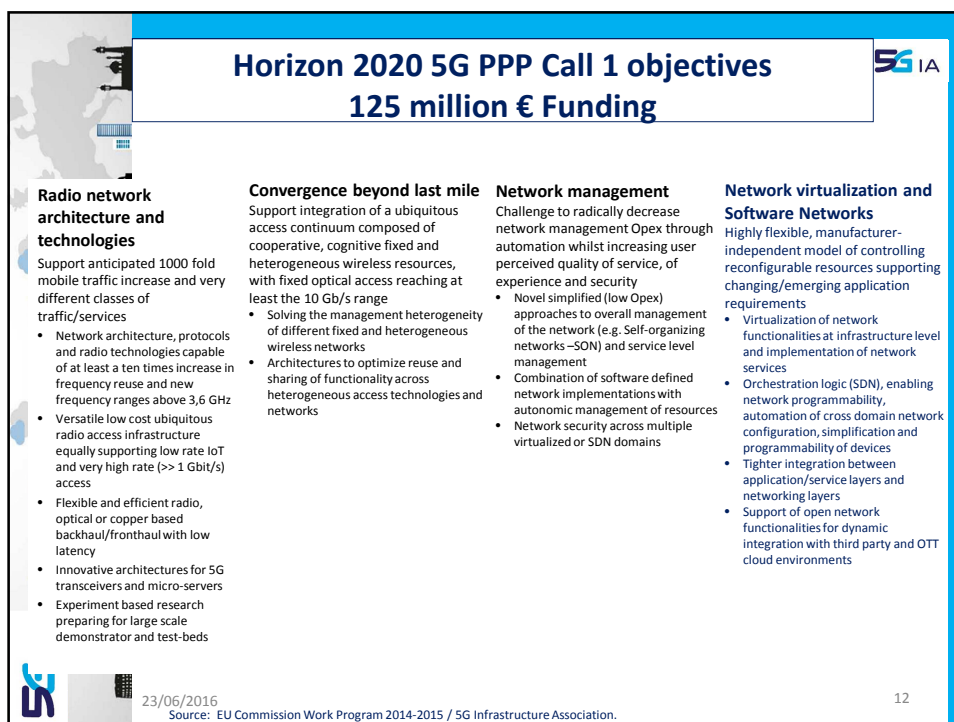 Horizon 2020 5G PPP Call 1 objectives
125 million € Funding
5G IA
Radio network
architecture and
technologies
Support anticipated 1000 fold
mobile traffic increase and very
different classes of
traffic/services
• Network architecture, protocols
and radio technologies capable
of at least a ten times increase in
frequency reuse and new
frequency ranges above 3,6 GHz
• Versatile low cost ubiquitous
radio access infrastructure
equally supporting low rate IoT
and very high rate (>> 1 Gbit/s)
access
• Flexible and efficient radio,
optical or copper based
backhaul/fronthaul with low
latency
• Innovative architectures for 5G
transceivers and micro-servers
• Experiment based research
preparing for large scale
demonstrator and test-beds
Convergence beyond last mile
Support integration of a ubiquitous
access continuum composed of
cooperative, cognitive fixed and
heterogeneous wireless resources,
with fixed optical access reaching at
least the 10 Gb/s range
• Solving the management heterogeneity
of different fixed and heterogeneous
wireless networks
• Architectures to optimize reuse and
sharing of functionality across
heterogeneous access technologies and
networks
Network management
Challenge to radically decrease
network management Opex through
automation whilst increasing user
perceived quality of service, of
experience and security
• Novel simplified (low Opex)
approaches to overall management
of the network (e.g. Self-organizing
networks –SON) and service level
management
• Combination of software defined
network implementations with
autonomic management of resources
• Network security across multiple
virtualized or SDN domains
Network virtualization and
Software Networks
Highly flexible, manufacturer-
independent model of controlling
reconfigurable resources supporting
changing/emerging application
requirements
• Virtualization of network
functionalities at infrastructure level
and implementation of network
services
• Orchestration logic (SDN), enabling
network programmability,
automation of cross domain network
configuration, simplification and
programmability of devices
• Tighter integration between
application/service layers and
networking layers
• Support of open network
functionalities for dynamic
integration with third party and OTT
cloud environments
23/06/2016
12
Source: EU Commission Work Program 2014-2015 / 5G Infrastructure Association.